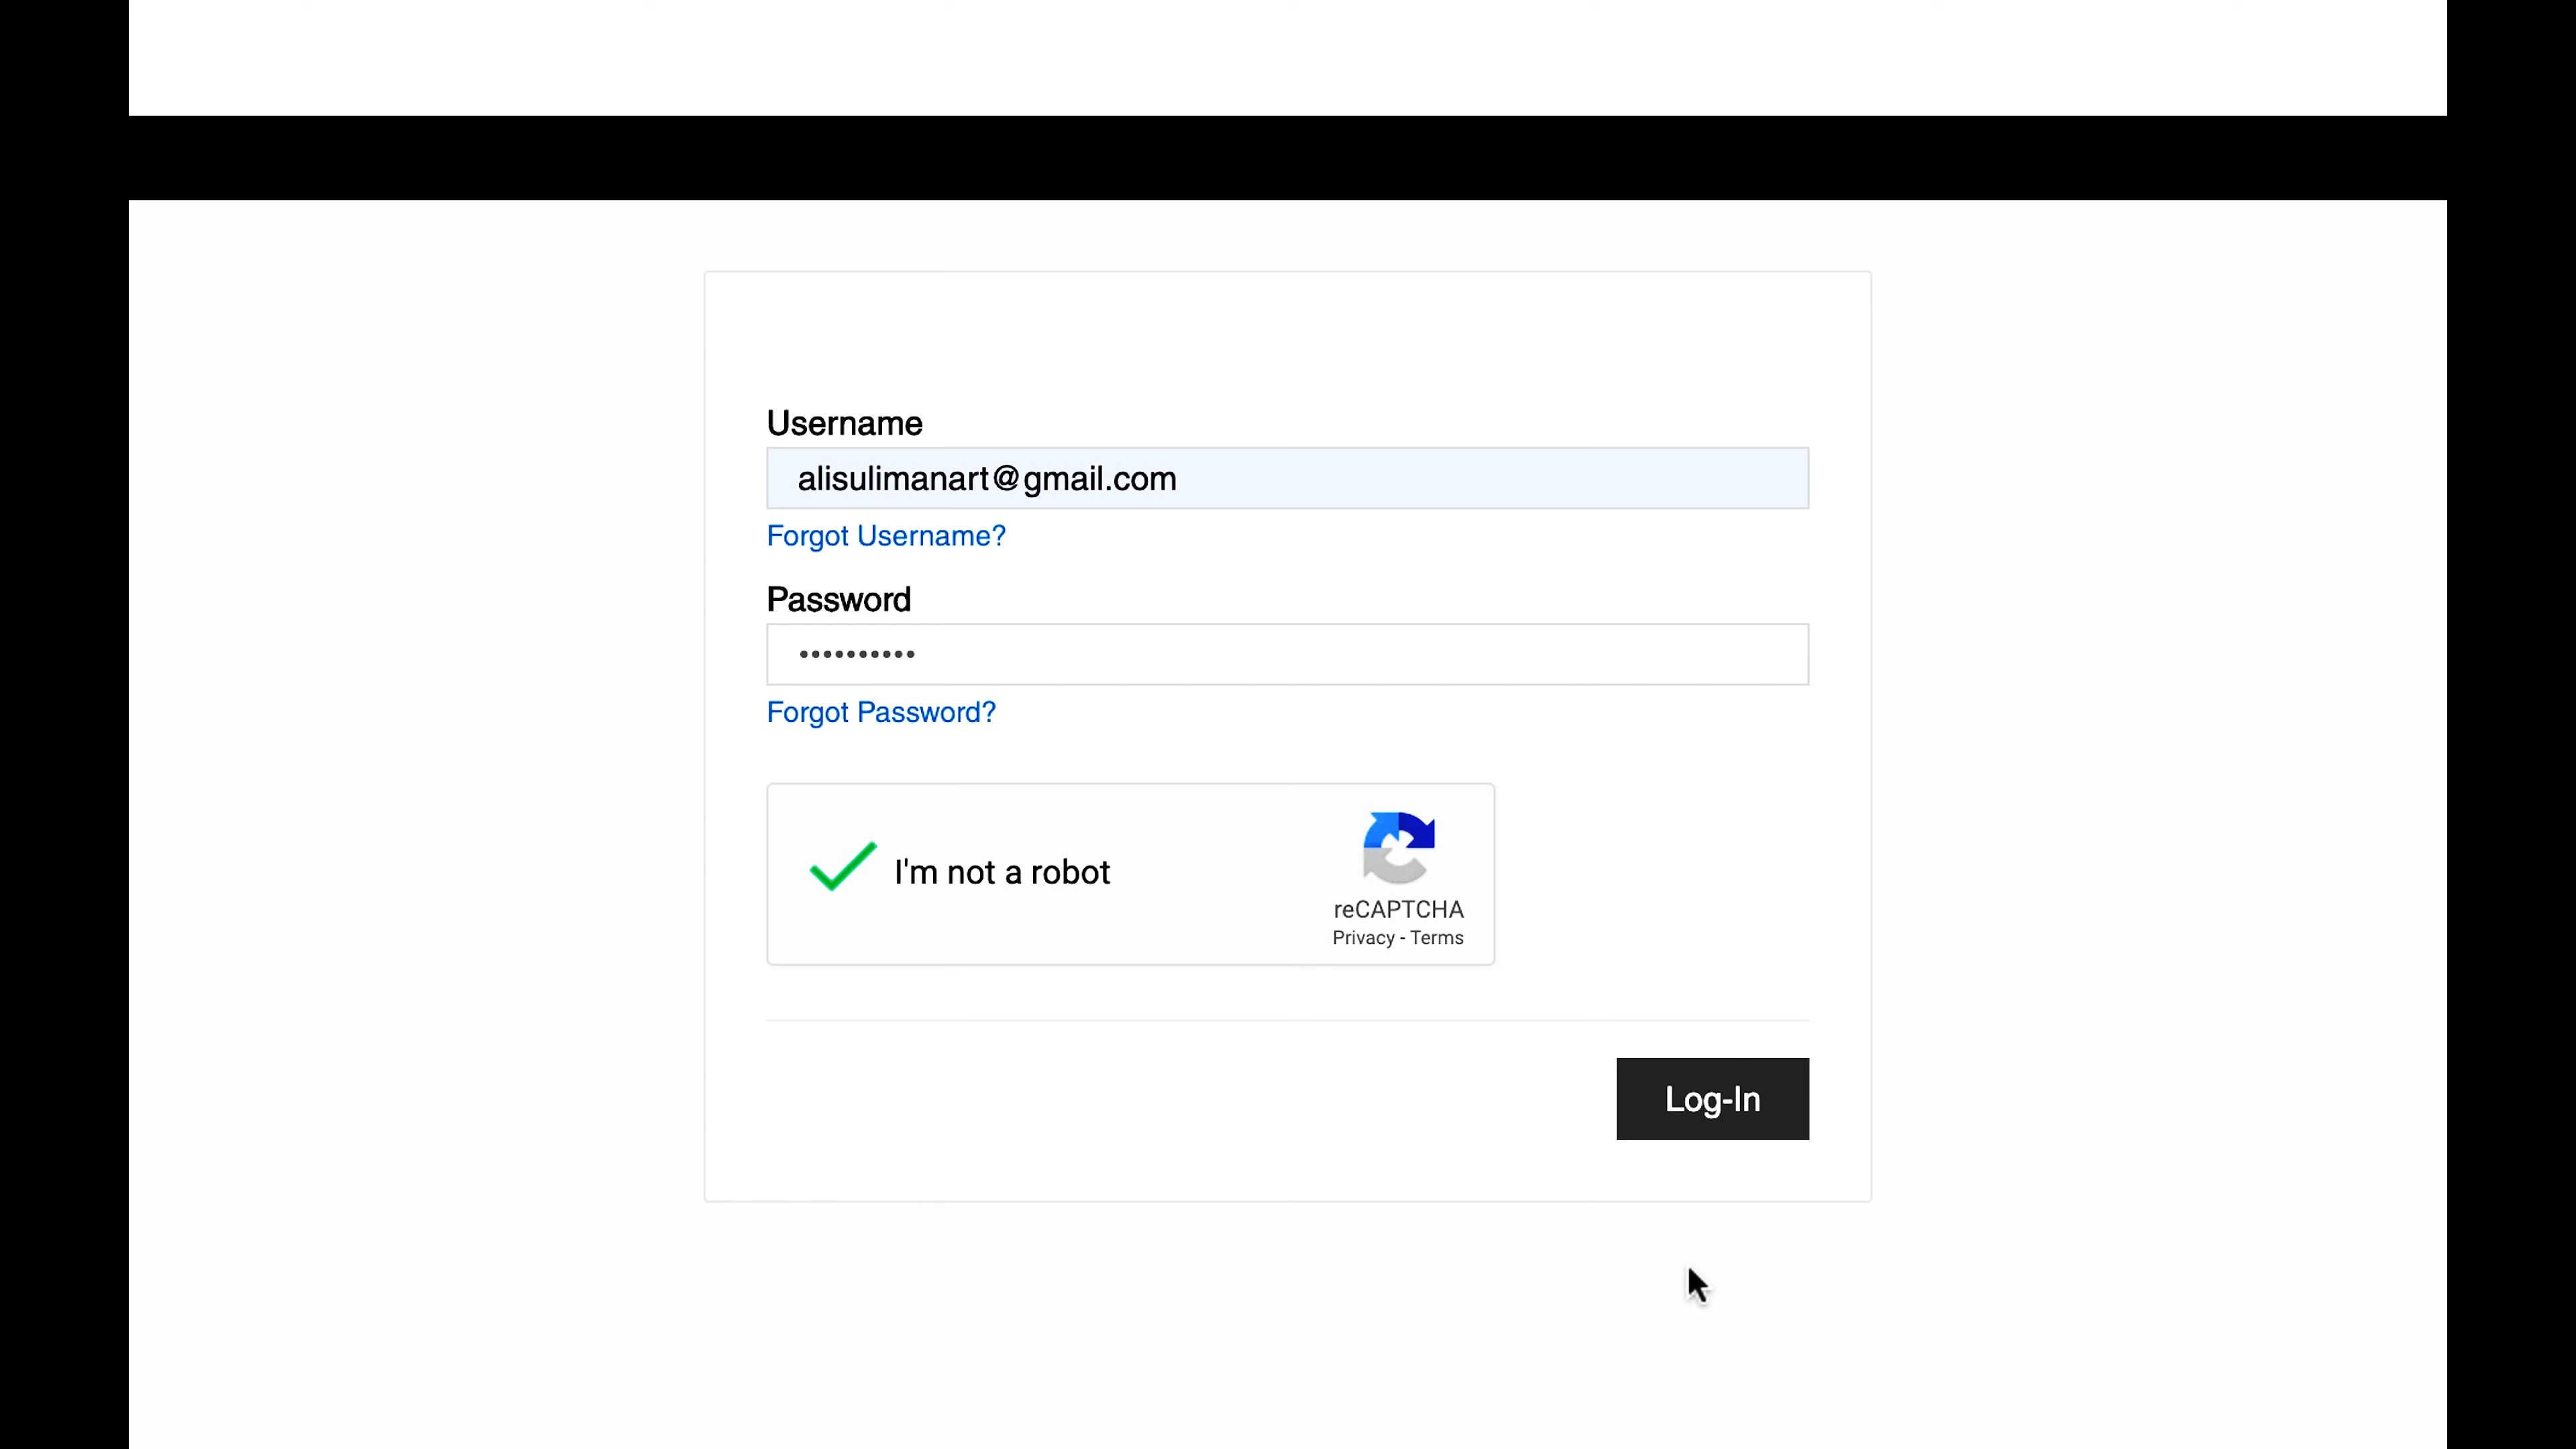 Username
alisulimanart@gmail.com
Forgot Username?
Password
••••••••••
Forgot Password?
I'm not a robot
reCAPTCHA
Privacy - Terms
Log-In